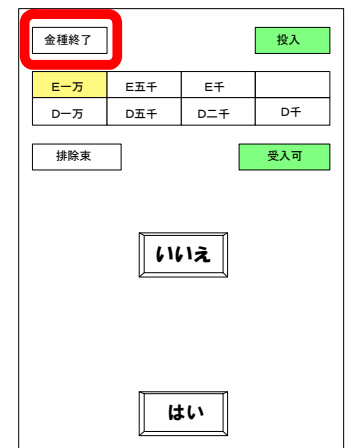 金種終了 投入
E一万 E五千 E千
D一万 D五千 D二千 D千
排除束 受入可
いいえ
はい